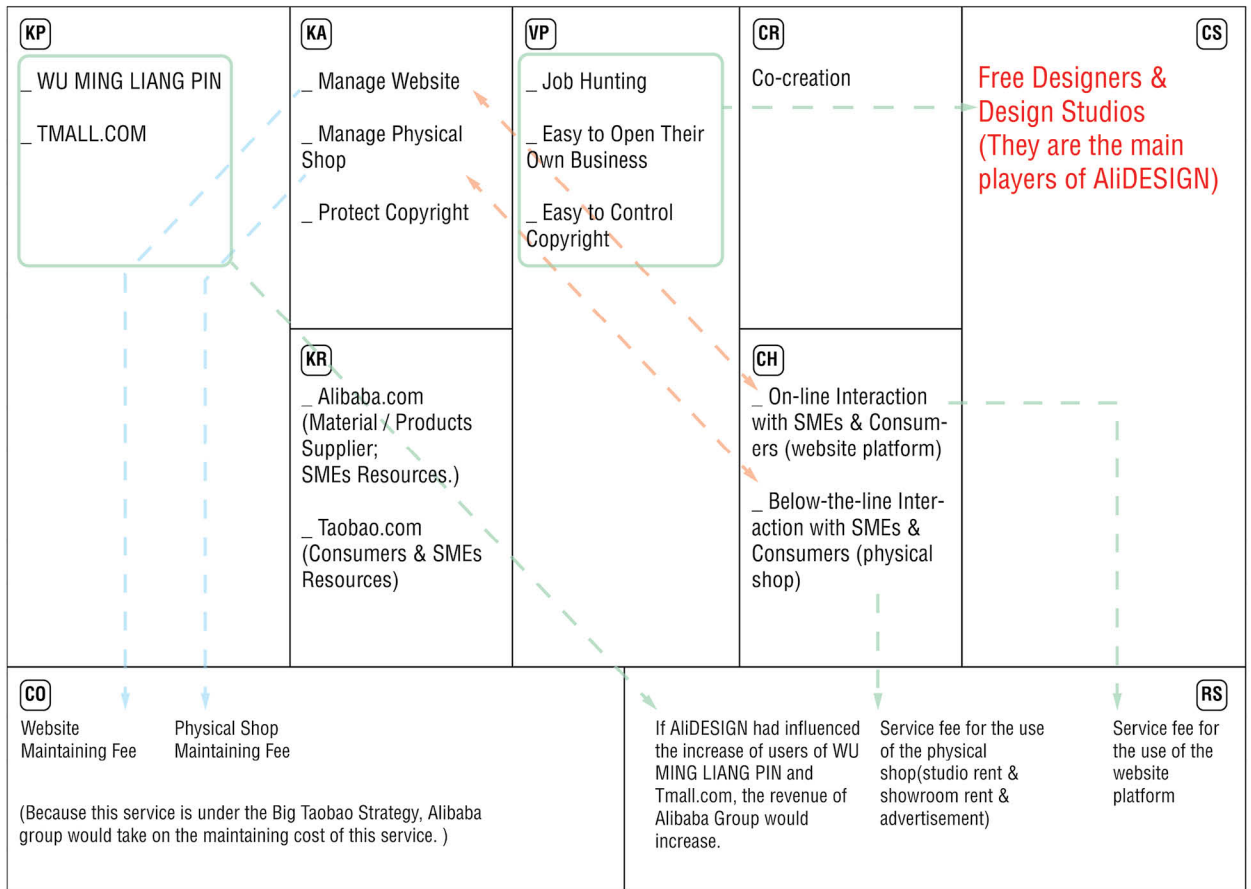 KP
_ WU MING LIANG PIN
_ TMALL.COM
KA
_ Manage Website
_ Manage Physical
Shop
_ Protect Copyright
KR
_ Alibaba.com
(Material / Products
Supplier;
SMEs Resources.)
_ Taobao.com
(Consumers & SMEs
Resources)
VP
_ Job Hunting
_ Easy to Open Their
Own Business
_ Easy to Control
Copyright
CR
Co-creation
CH
_ On-line Interaction
with SMEs & Consum-
ers (website platform)
_ Below-the-line Inter-
action with SMEs &
Consumers (physical
shop)
CS
Free Designers &
Design Studios
(They are the main
players of AliDESIGN)
CO
Website
Maintaining Fee
Physical Shop
Maintaining Fee
(Because this service is under the Big Taobao Strategy, Alibaba
group would take on the maintaining cost of this service. )
RS
If AliDESIGN had influenced
the increase of users of WU
MING LIANG PIN and
Tmall.com, the revenue of
Alibaba Group would
increase.
Service fee for the use
of the physical
shop(studio rent &
showroom rent &
advertisement)
Service fee for
the use of the
website
platform